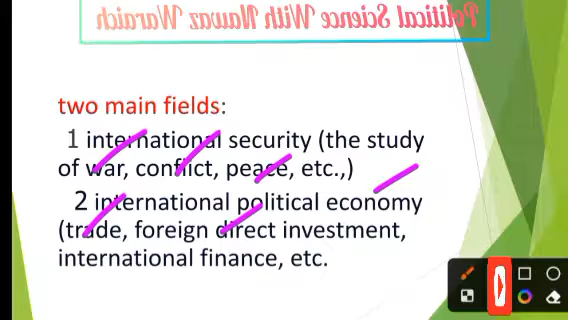 Political Science With Nawaz Waraich
two main fields:
1 international security (the study
of war, conflict, peace, etc.,)
2 international political economy
(trade, foreign direct investment,
international finance, etc.